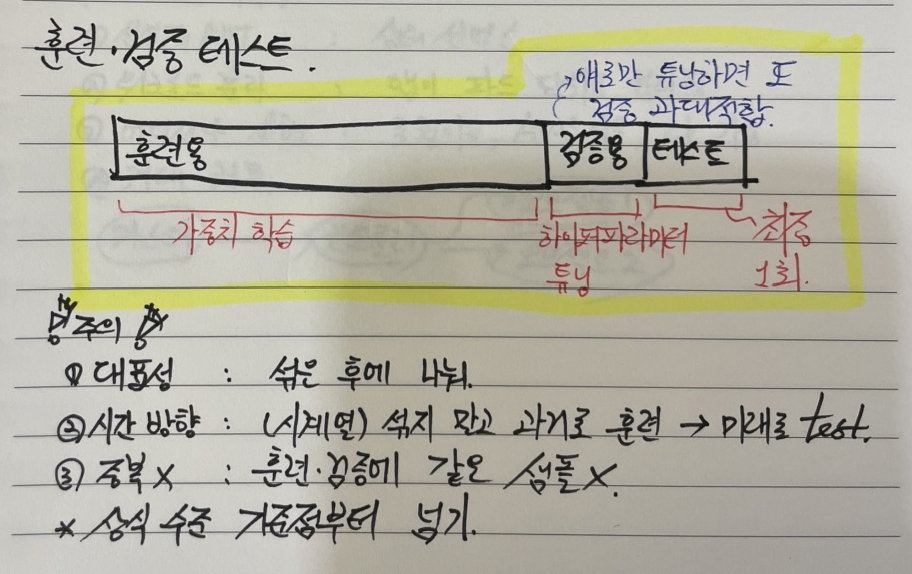 훈련·검증 테스트.
얘로만 튜닝하면 또
검증 과대적합.
훈련용 검증용 테스트
가중치 학습 하이퍼파라미터 튜닝 최종 1회.
주의
① 대표성 : 섞은 후에 나눠.
② 시간 방향 : (시계열) 섞지 말고 과거로 훈련 → 미래로 test.
③ 중복 X : 훈련·검증에 같은 샘플 X.
* 상식 수준 기준점부터 넘기.